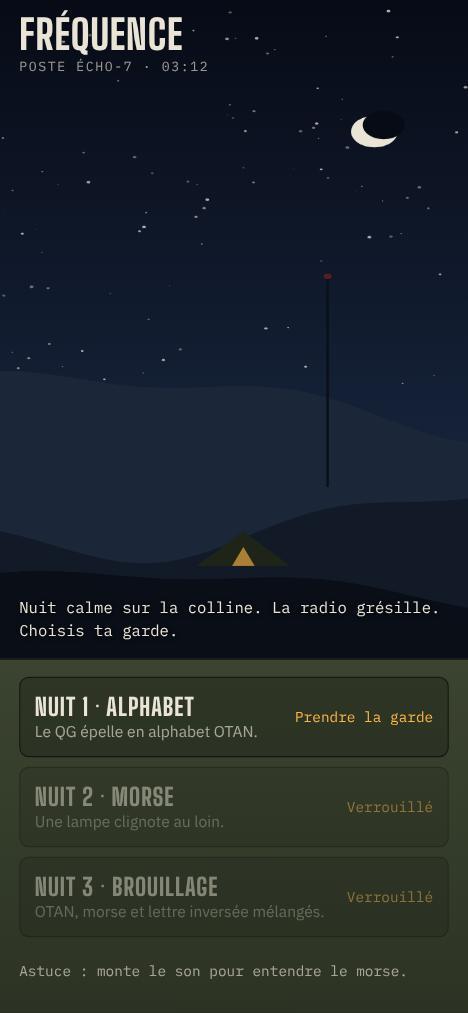 FRÉQUENCE
POSTE ÉCHO-7 · 03:12
Nuit calme sur la colline. La radio grésille.
Choisis ta garde.
NUIT 1 · ALPHABET
Le QG épelle en alphabet OTAN.
Prendre la garde
NUIT 2 · MORSE
Une lampe clignote au loin.
Verrouillé
NUIT 3 · BROUILLAGE
OTAN, morse et lettre inversée mélangés.
Verrouillé
Astuce : monte le son pour entendre le morse.